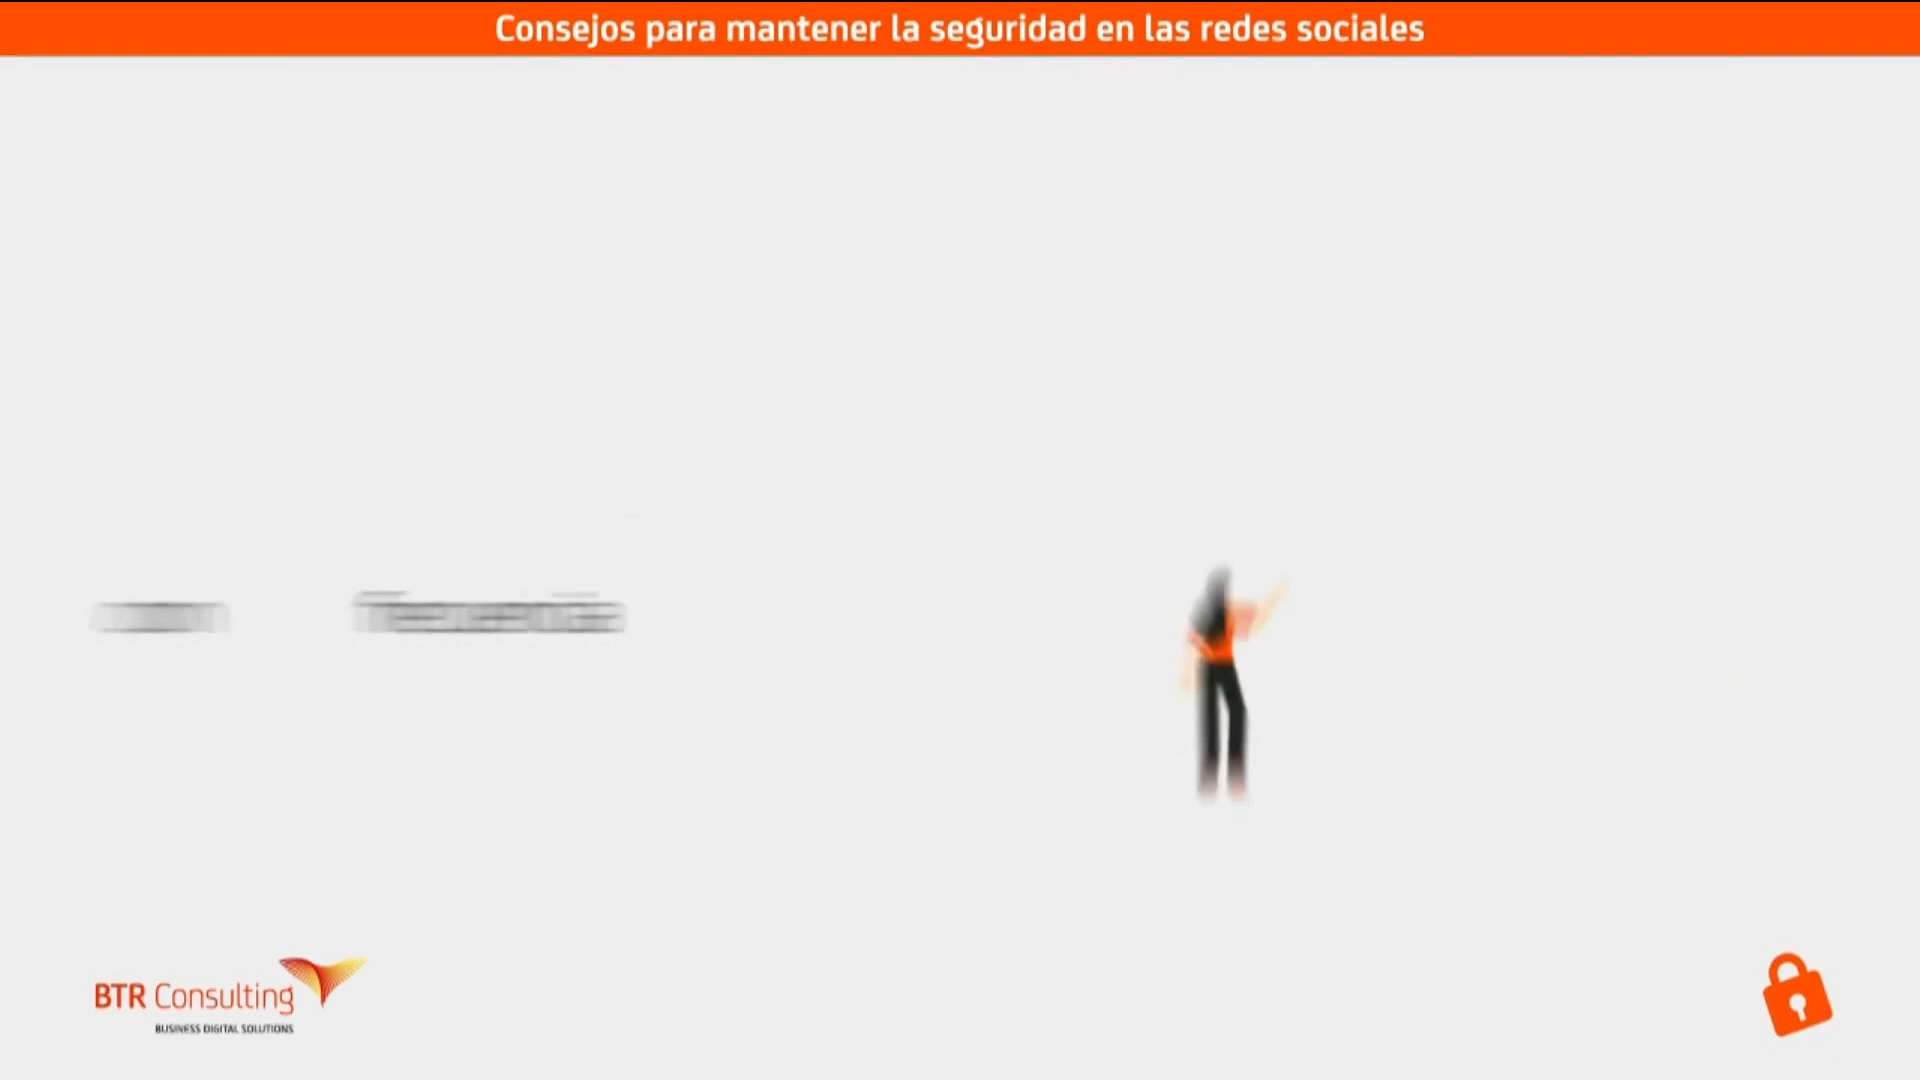 Consejos para mantener la seguridad en las redes sociales
BTR Consulting
BUSINESS DIGITAL SOLUTIONS